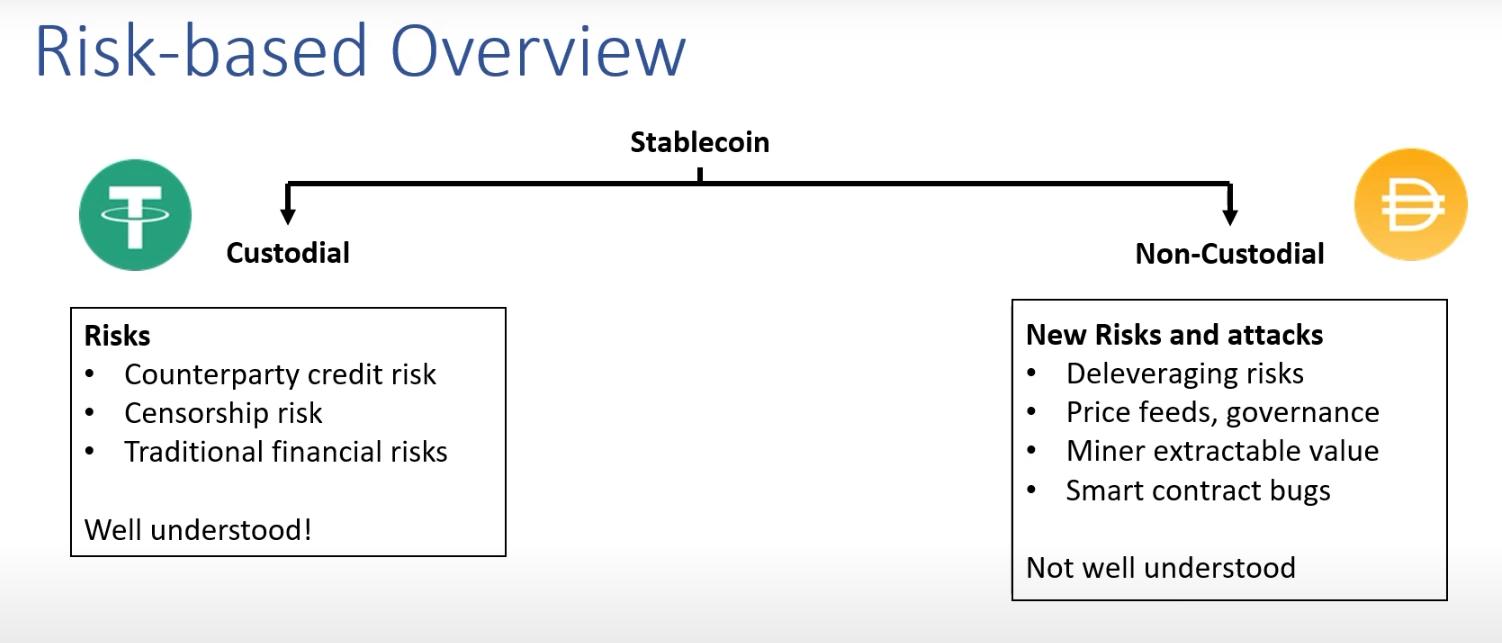 Risk-based Overview
Stablecoin
Custodial
Non-Custodial
Risks
• Counterparty credit risk
• Censorship risk
• Traditional financial risks
Well understood!
New Risks and attacks
• Deleveraging risks
• Price feeds, governance
• Miner extractable value
• Smart contract bugs
Not well understood